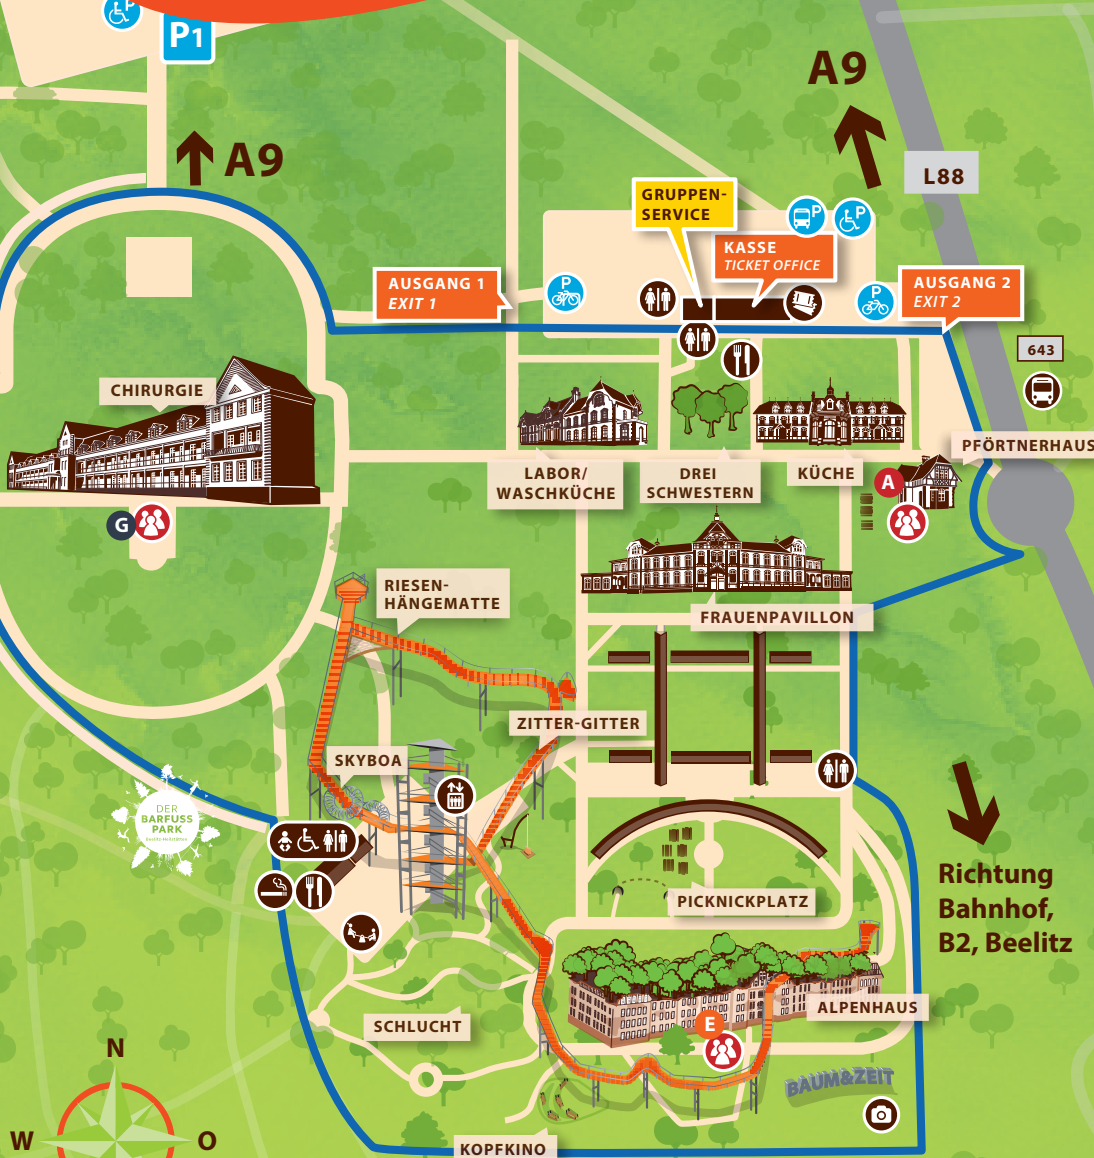 P1
A9
A9
L88
GRUPPEN-
SERVICE
KASSE
TICKET OFFICE
P
P
AUSGANG 1
EXIT 1
P
P
AUSGANG 2
EXIT 2
643
CHIRURGIE
PFÖRTNERHAUS
LABOR/
WASCHKÜCHE
DREI
SCHWESTERN
KÜCHE
A
G
RIESEN-
HÄNGEMATTE
FRAUENPAVILLON
ZITTER-GITTER
SKYBOA
DER
BARFUSS
PARK
Beelitz-Heilstätten
Richtung
Bahnhof,
B2, Beelitz
PICKNICKPLATZ
ALPENHAUS
SCHLUCHT
E
BAUM&ZEIT
N
W
O
KOPFKINO